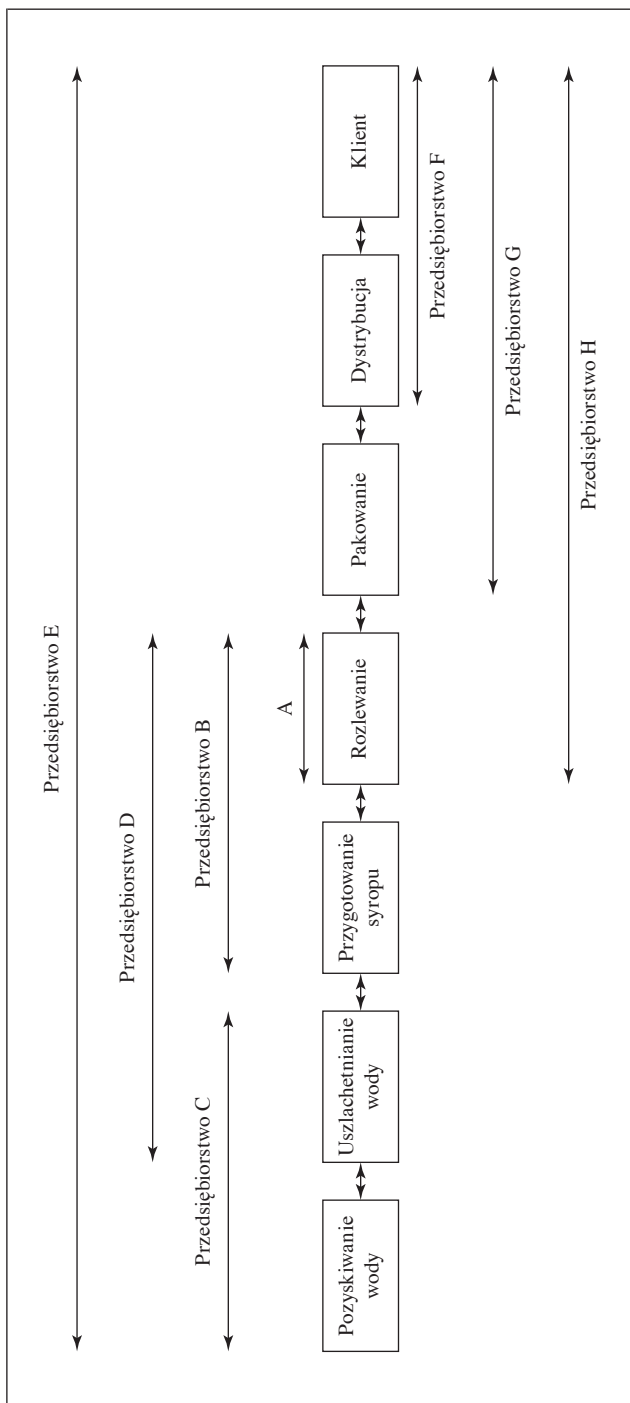 Przedsiębiorstwo E
Przedsiębiorstwo D
Przedsiębiorstwo C
Przedsiębiorstwo B
A
Pozyskiwanie
wody
Uszlachetnianie
wody
Przygotowanie
syropu
Rozlewanie
Pakowanie
Dystrybucja
Klient
Przedsiębiorstwo F
Przedsiębiorstwo G
Przedsiębiorstwo H